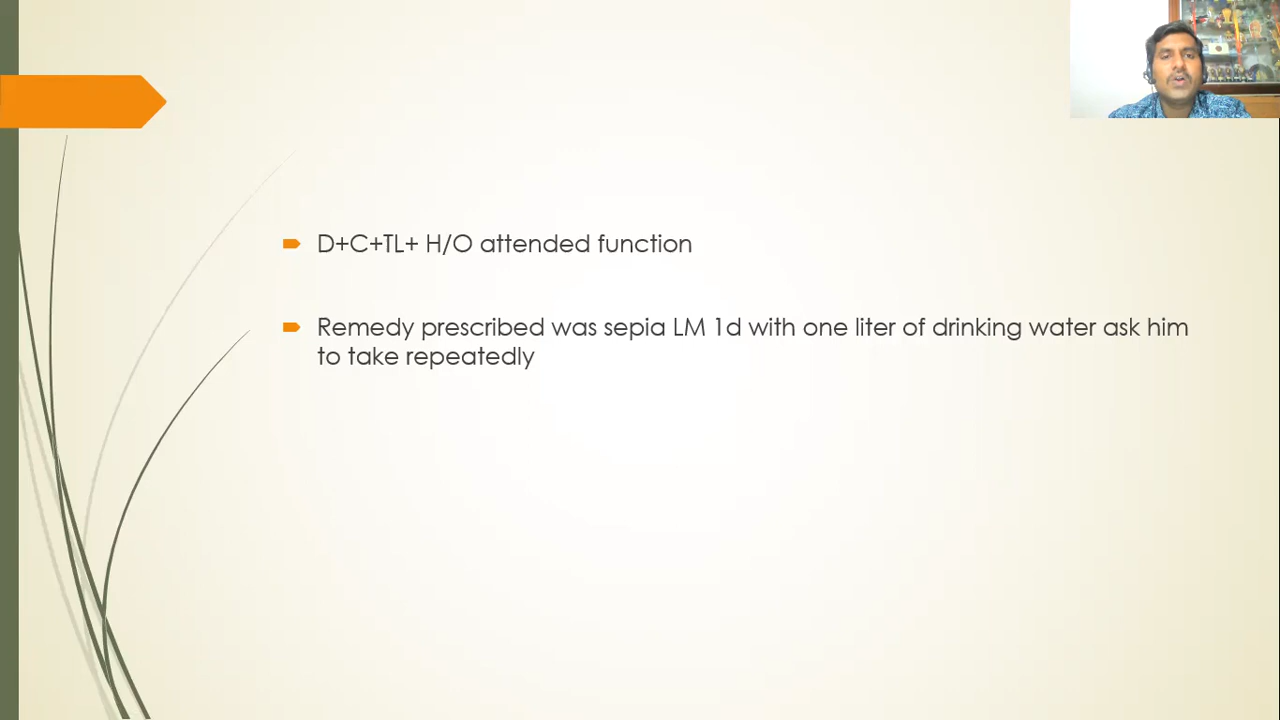 D+C+TL+ H/O attended function
Remedy prescribed was sepia LM 1d with one liter of drinking water ask him
to take repeatedly